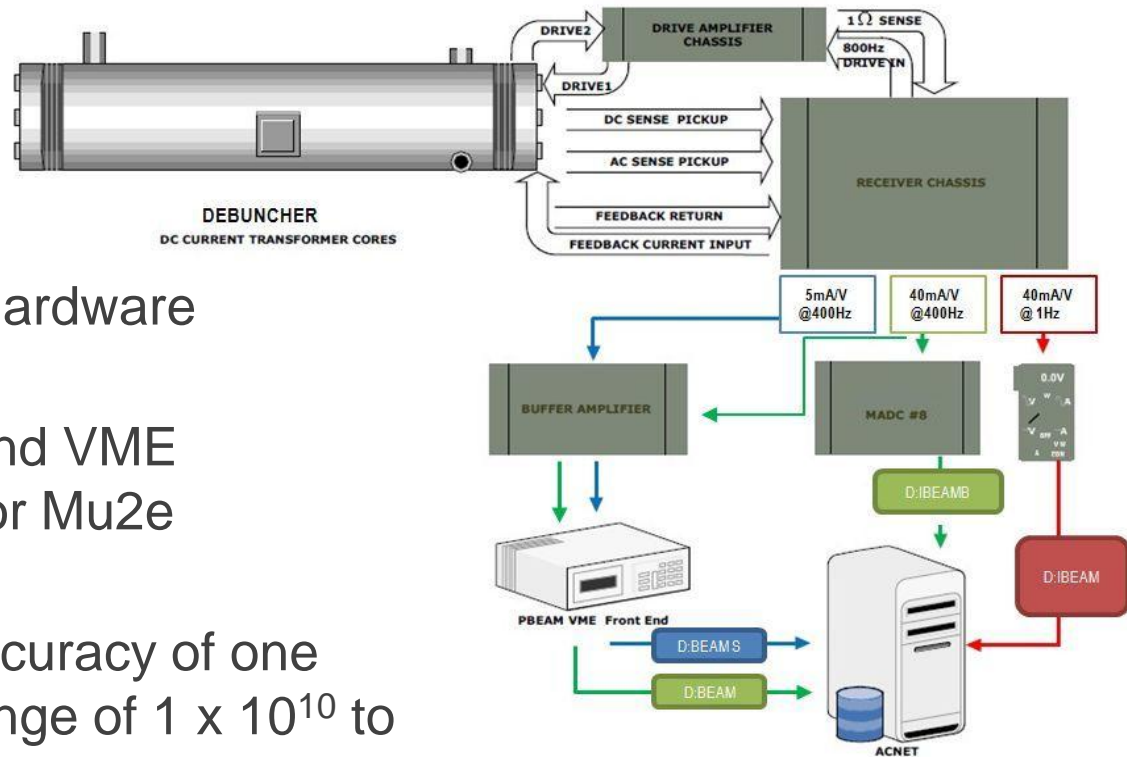 DRIVE2
DRIVE AMPLIFIER
CHASSIS
1Ω SENSE
800Hz
DRIVE IN
DRIVE1
DC SENSE PICKUP
AC SENSE PICKUP
RECEIVER CHASSIS
FEEDBACK RETURN
FEEDBACK CURRENT INPUT
DEBUNCHER
DC CURRENT TRANSFORMER CORES
ardware
nd VME
or Mu2e
curacy of one
nge of 1 x 10¹⁰ to
5mA/V
@400Hz
40mA/V
@400Hz
40mA/V
@ 1Hz
BUFFER AMPLIFIER
MADC #8
0.0V
D:IBEAMB
D:IBEAM
PBEAM VME Front End
D:BEAMS
D:BEAM
ACNET